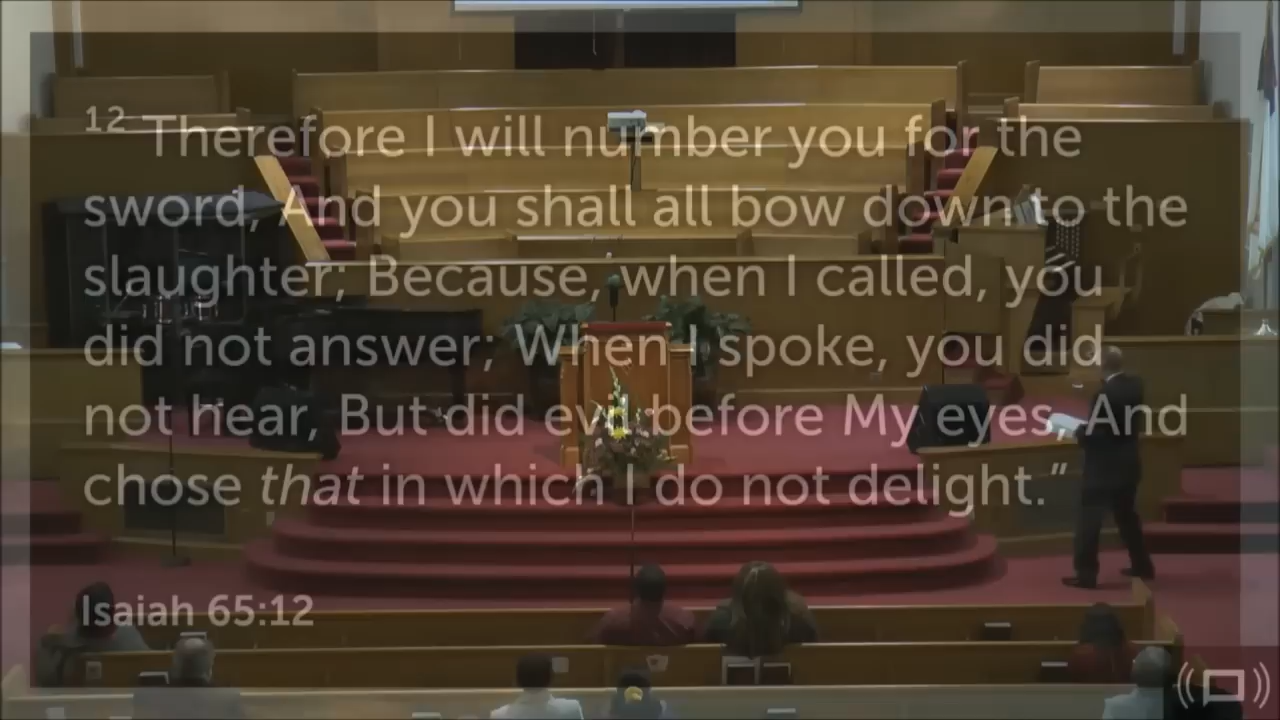 12 Therefore I will number you for the
sword, And you shall all bow down to the
slaughter; Because, when I called, you
did not answer; When I spoke, you did
not hear, But did evil before My eyes, And
chose that in which I do not delight.”
Isaiah 65:12